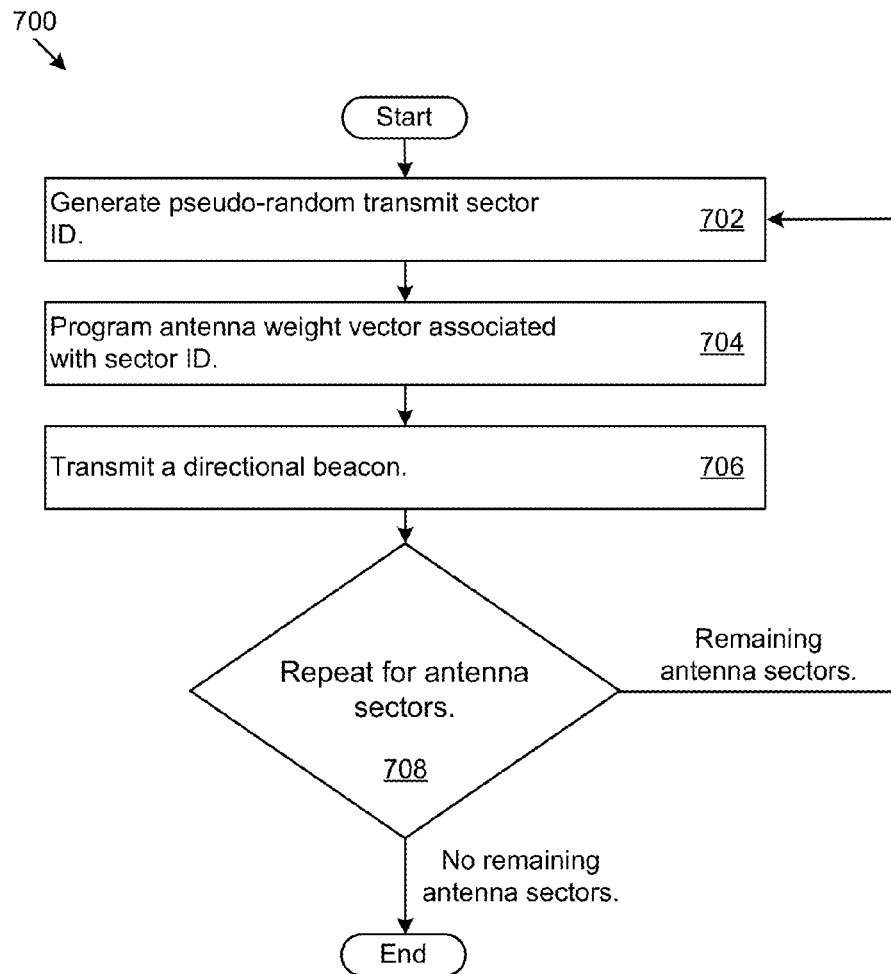 700
Start
Generate pseudo-random transmit sector
ID.
702
Program antenna weight vector associated
with sector ID.
704
Transmit a directional beacon.
706
Repeat for antenna
sectors.
708
Remaining
antenna sectors.
No remaining
antenna sectors.
End